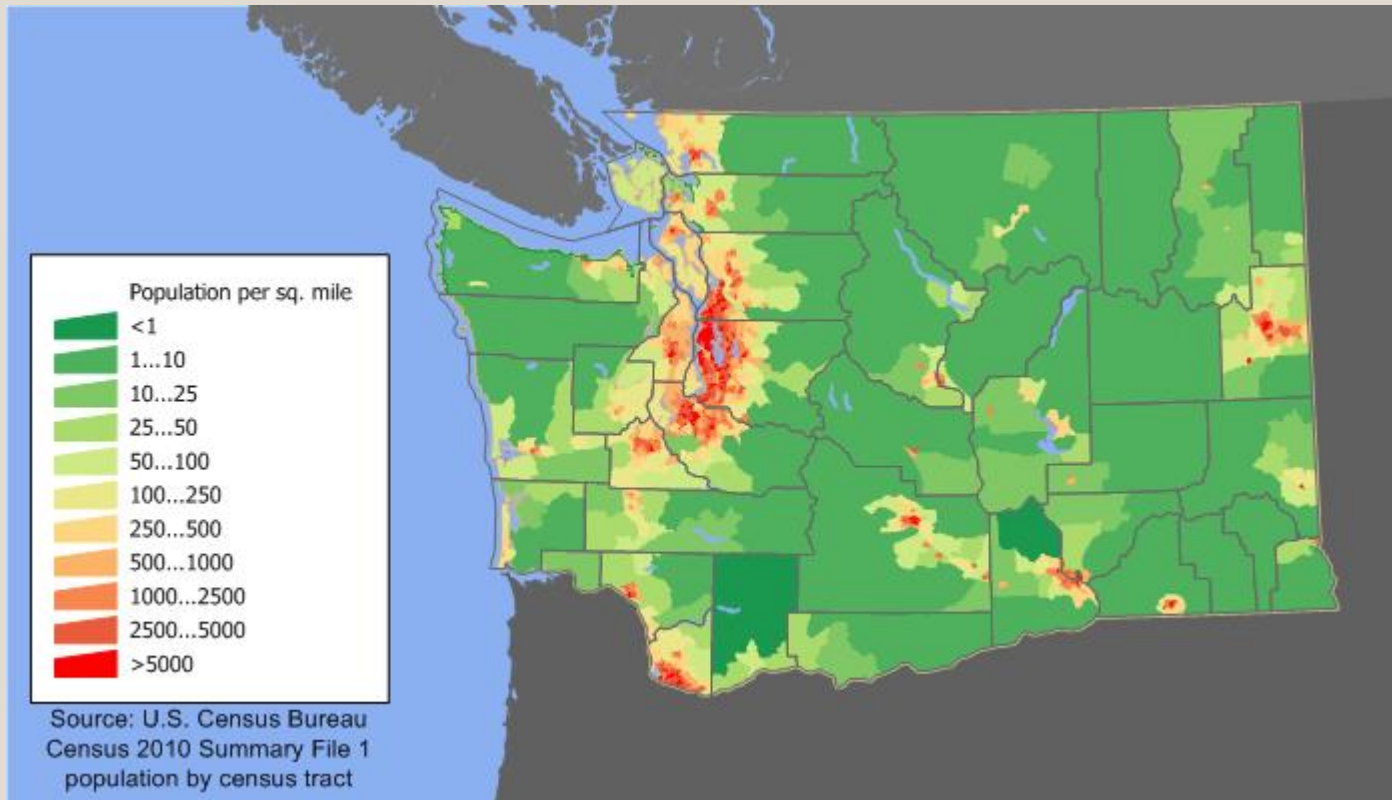 Population per sq. mile
<1
1...10
10...25
25...50
50...100
100...250
250...500
500...1000
1000...2500
2500...5000
>5000
Source: U.S. Census Bureau
Census 2010 Summary File 1
population by census tract